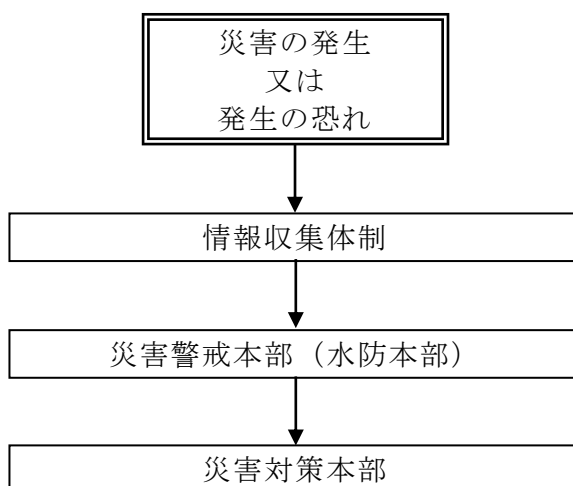 災害の発生
又は
発生の恐れ
情報収集体制
災害警戒本部（水防本部）
災害対策本部